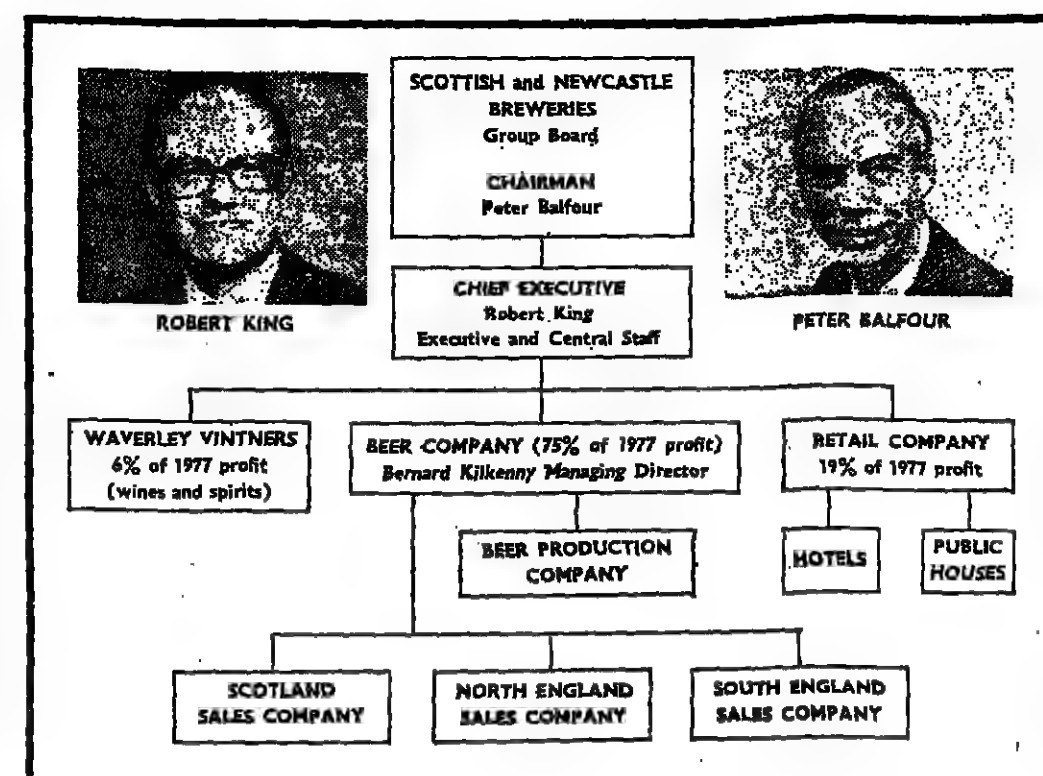 SCOTTISH and NEWCASTLE
BREWERIES
Group Board
CHAIRMAN
Peter Balfour
ROBERT KING
CHIEF EXECUTIVE
Robert King
Executive and Central Staff
PETER BALFOUR
WAVERLEY VINTNERS
6% of 1977 profit
(wines and spirits)
BEER COMPANY (75% of 1977 profit)
Bernard Kilkenny Managing Director
RETAIL COMPANY
19% of 1977 profit
BEER PRODUCTION
COMPANY
HOTELS
PUBLIC
HOUSES
SCOTLAND
SALES COMPANY
NORTH ENGLAND
SALES COMPANY
SOUTH ENGLAND
SALES COMPANY